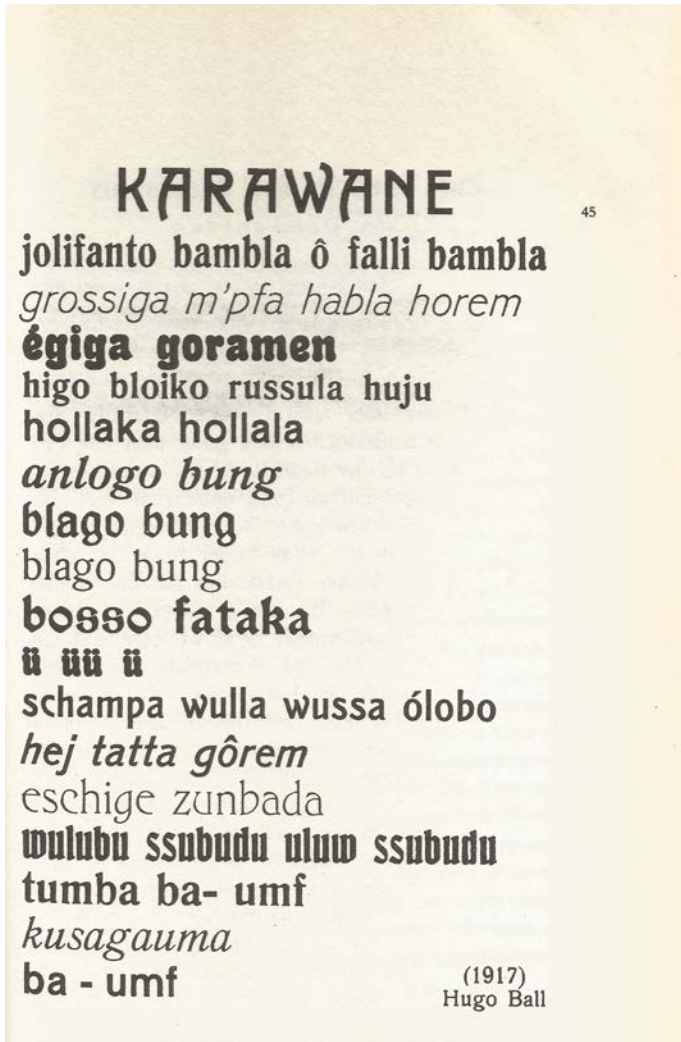 KARAWANE
45
jolifanto bambla ô falli bambla
grossiga m'pfa habla horem
égiga goramen
higo bloiko russula huju
hollaka hollala
anlogo bung
blago bung
blago bung
bosso fataka
ü üü ü
schampa wulla wussa ólobo
hej tatta gôrem
eschige zunbada
wulubu ssubudu uluw ssubudu
tumba ba- umf
kusagauma
ba - umf
(1917)
Hugo Ball